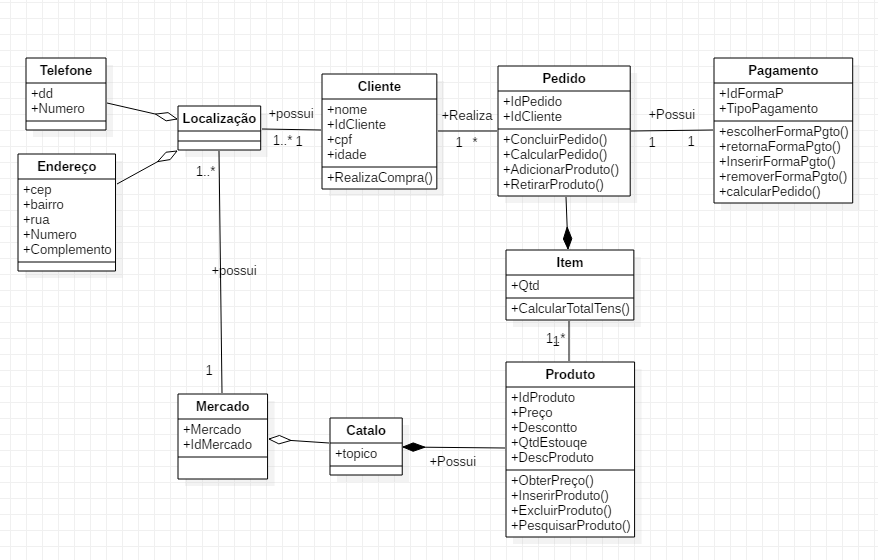 Telefone
+dd
+Numero
Endereço
+cep
+bairro
+rua
+Numero
+Complemento
Localização
+possui
1..*
1
Cliente
+nome
+IdCliente
+cpf
+idade
+RealizaCompra()
+Realiza
1
*
Pedido
+IdPedido
+IdCliente
+ConcluirPedido()
+CalcularPedido()
+AdicionarProduto()
+RetirarProduto()
+Possui
1
1
Pagamento
+IdFormaP
+TipoPagamento
+escolherFormaPgto()
+retornaFormaPgto()
+InserirFormaPgto()
+removerFormaPgto()
+calcularPedido()
1..*
+possui
1
Item
+Qtd
+CalcularTotalTens()
1
1
*
Mercado
+Mercado
+IdMercado
Catalo
+topico
+Possui
Produto
+IdProduto
+Preço
+Descontto
+QtdEstouqe
+DescProduto
+ObterPreço()
+InserirProduto()
+ExcluirProduto()
+PesquisarProduto()